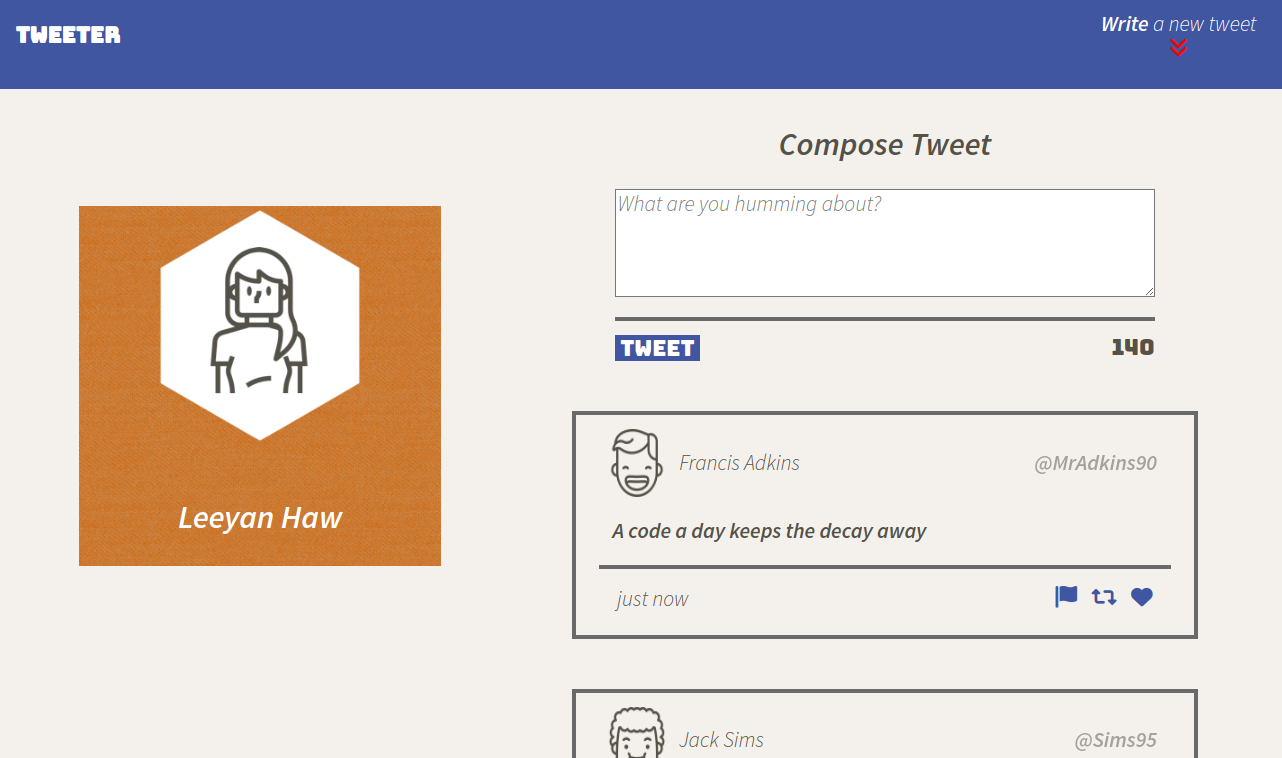 TWEETER
Write a new tweet
Leeyan Haw
Compose Tweet
What are you humming about?
TWEET
140
Francis Adkins
@MrAdkins90
A code a day keeps the decay away
just now
Jack Sims
@Sims95